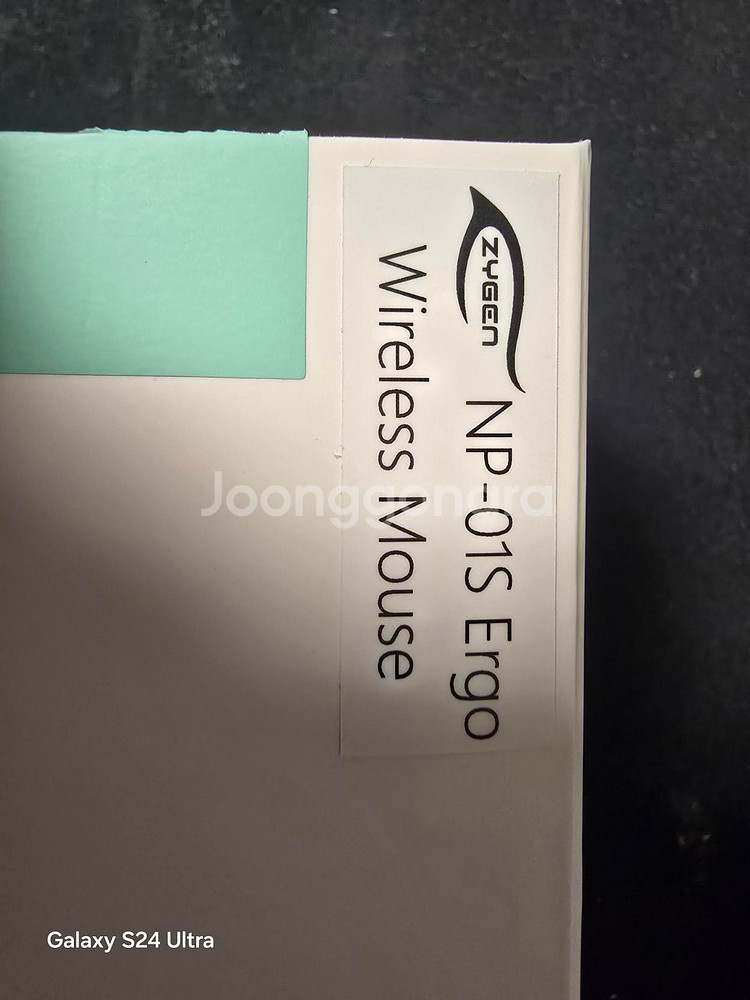 ZYGEN NP-01S Ergo
Wireless Mouse
Joonggonara
Galaxy S24 Ultra